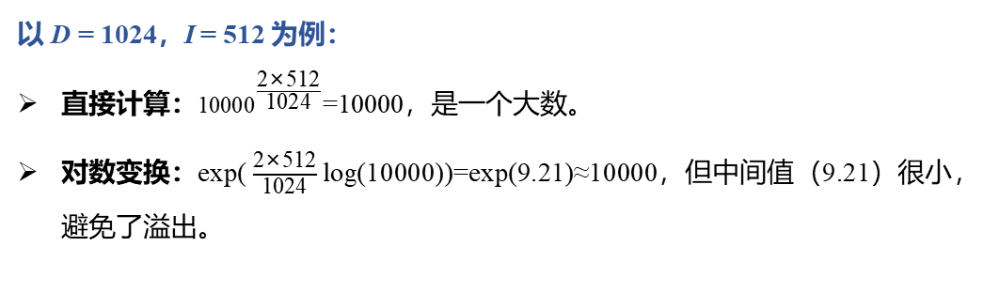 以 D = 1024，I = 512 为例：
➢ 直接计算：10000^{\frac{2×512}{1024}}=10000，是一个大数。
➢ 对数变换：exp(\frac{2×512}{1024} log(10000))=exp(9.21)≈10000，但中间值（9.21）很小，
避免了溢出。